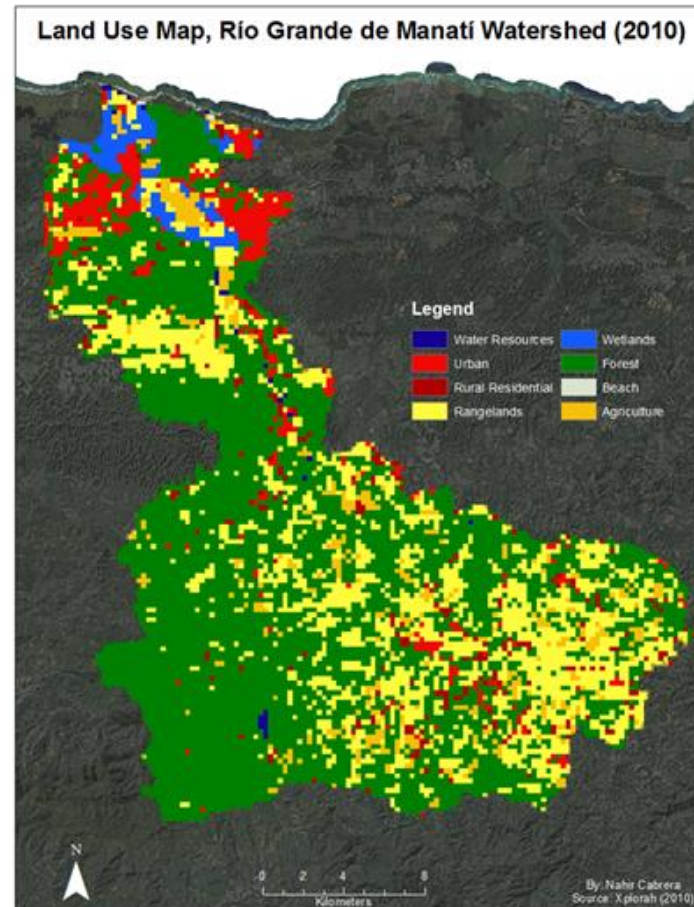 Land Use Map, Río Grande de Manatí Watershed (2010)
Legend
Water Resources
Wetlands
Urban
Forest
Rural Residential
Beach
Rangelands
Agriculture
N
0 2 4 8
Kilometers
By: Nahir Cabrera
Source: Xplorah (2010)